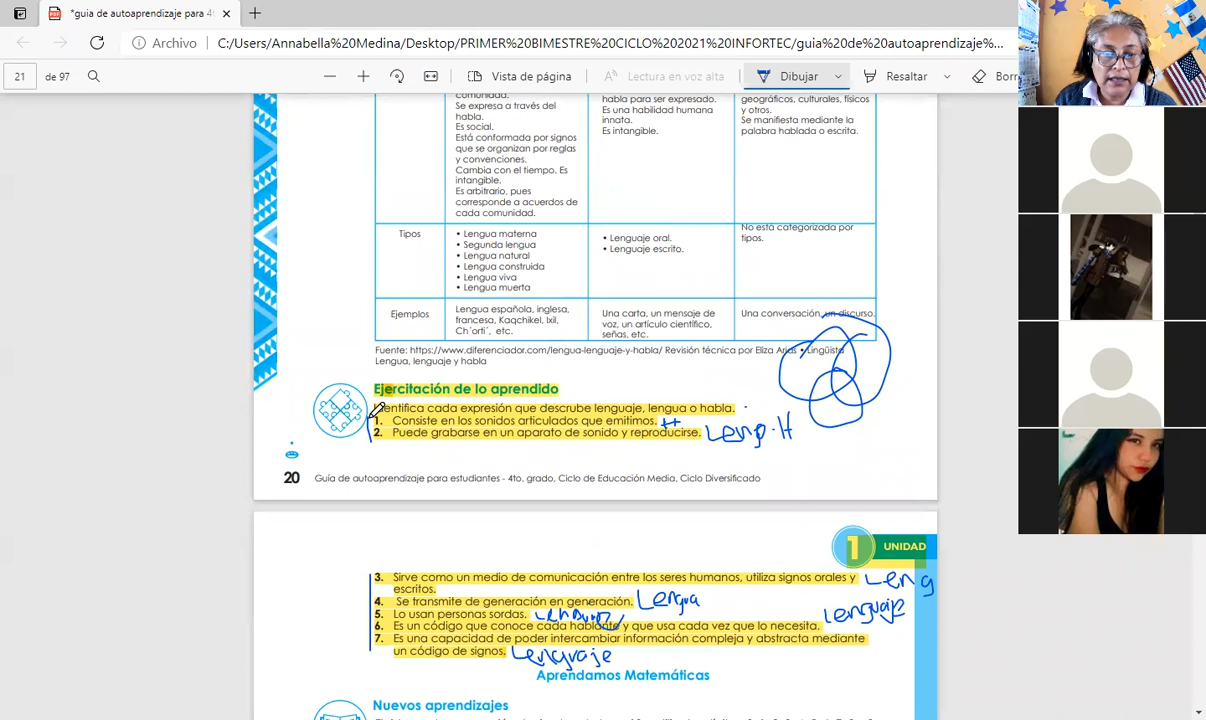 *guia de autoaprendizaje para 4t
Archivo
C:/Users/Annabella%20Medina/Desktop/PRIMER%20BIMESTRE%20CICLO%202021%20INFORTEC/guia%20de%20autoaprendizaje%...
21 de 97
Vista de página
Lectura en voz alta
Dibujar
Resaltar
Borr
comunidad.
Se expresa a través del
habla.
Es social.
Está conformada por signos
que se organizan por reglas
y convenciones.
Cambia con el tiempo. Es
intangible.
Es arbitrario, pues
corresponde a acuerdos de
cada comunidad.
habla para ser expresado.
Es una habilidad humana
innata.
Es intangible.
geográficos, culturales, físicos
y otros.
Se manifiesta mediante la
palabra hablada o escrita.
Tipos
• Lengua materna
• Segunda lengua
• Lengua natural
• Lengua construida
• Lengua viva
• Lengua muerta
• Lenguaje oral.
• Lenguaje escrito.
No está categorizada por
tipos.
Ejemplos
Lengua española, inglesa,
francesa, Kaqchikel, Ixil,
Ch´orti´, etc.
Una carta, un mensaje de
voz, un artículo científico,
señas, etc.
Una conversación, un discurso.
Fuente: https://www.diferenciador.com/lengua-lenguaje-y-habla/ Revisión técnica por Eliza Arias • Lingüista
Lengua, lenguaje y habla
Ejercitación de lo aprendido
Identifica cada expresión que descrube lenguaje, lengua o habla.
1. Consiste en los sonidos articulados que emitimos. H
2. Puede grabarse en un aparato de sonido y reproducirse.
20 Guía de autoaprendizaje para estudiantes - 4to. grado, Ciclo de Educación Media, Ciclo Diversificado
1 UNIDAD
3. Sirve como un medio de comunicación entre los seres humanos, utiliza signos orales y Leng
escritos.
4. Se transmite de generación en generación. Lengua
5. Lo usan personas sordas.
Lenguaje
6. Es un código que conoce cada hablante y que usa cada vez que lo necesita.
7. Es una capacidad de poder intercambiar información compleja y abstracta mediante
un código de signos. Lenguaje
Aprendamos Matemáticas
Nuevos aprendizajes